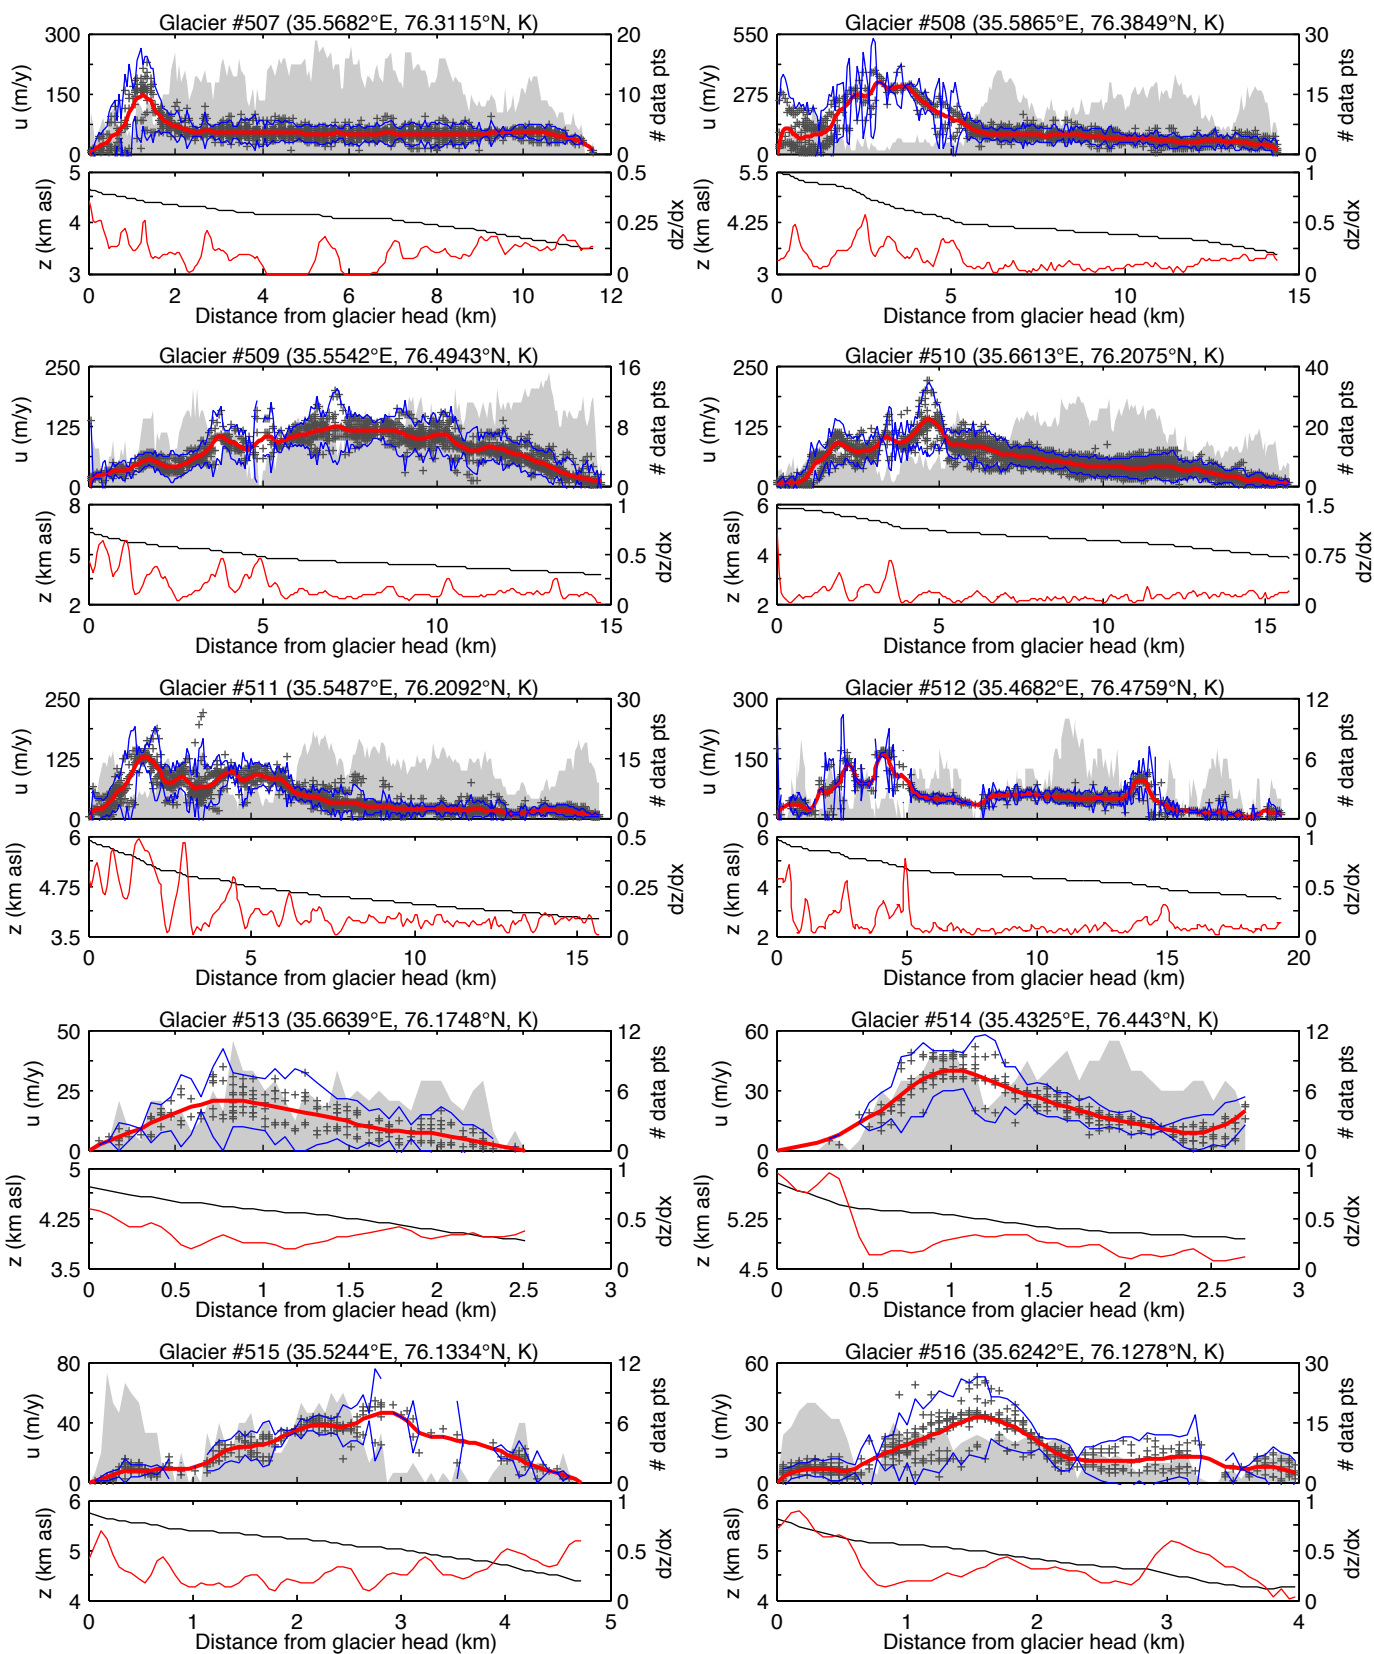 Glacier #507 (35.5682°E, 76.3115°N, K)
300 150 0
u (m/y)
20 10 0
# data pts
5 4 3
z (km asl)
0.5 0.25 0
dz/dx
0 2 4 6 8 10 12
Distance from glacier head (km)
Glacier #508 (35.5865°E, 76.3849°N, K)
550 275 0
u (m/y)
30 15 0
# data pts
5.5 4.25 3
z (km asl)
1 0.5 0
dz/dx
0 5 10 15
Distance from glacier head (km)
Glacier #509 (35.5542°E, 76.4943°N, K)
250 125 0
u (m/y)
16 8 0
# data pts
8 5 2
z (km asl)
1 0.5 0
dz/dx
0 5 10 15
Distance from glacier head (km)
Glacier #510 (35.6613°E, 76.2075°N, K)
250 125 0
u (m/y)
40 20 0
# data pts
6 4 2
z (km asl)
1.5 0.75 0
dz/dx
0 5 10 15
Distance from glacier head (km)
Glacier #511 (35.5487°E, 76.2092°N, K)
250 125 0
u (m/y)
30 15 0
# data pts
6 4.75 3.5
z (km asl)
0.5 0.25 0
dz/dx
0 5 10 15
Distance from glacier head (km)
Glacier #512 (35.4682°E, 76.4759°N, K)
300 150 0
u (m/y)
12 6 0
# data pts
6 4 2
z (km asl)
1 0.5 0
dz/dx
0 5 10 15 20
Distance from glacier head (km)
Glacier #513 (35.6639°E, 76.1748°N, K)
50 25 0
u (m/y)
12 6 0
# data pts
5 4.25 3.5
z (km asl)
1 0.5 0
dz/dx
0 0.5 1 1.5 2 2.5 3
Distance from glacier head (km)
Glacier #514 (35.4325°E, 76.443°N, K)
60 30 0
u (m/y)
12 6 0
# data pts
6 5.25 4.5
z (km asl)
1 0.5 0
dz/dx
0 0.5 1 1.5 2 2.5 3
Distance from glacier head (km)
Glacier #515 (35.5244°E, 76.1334°N, K)
80 40 0
u (m/y)
12 6 0
# data pts
6 5 4
z (km asl)
1 0.5 0
dz/dx
0 1 2 3 4 5
Distance from glacier head (km)
Glacier #516 (35.6242°E, 76.1278°N, K)
60 30 0
u (m/y)
30 15 0
# data pts
6 5 4
z (km asl)
1 0.5 0
dz/dx
0 1 2 3 4
Distance from glacier head (km)